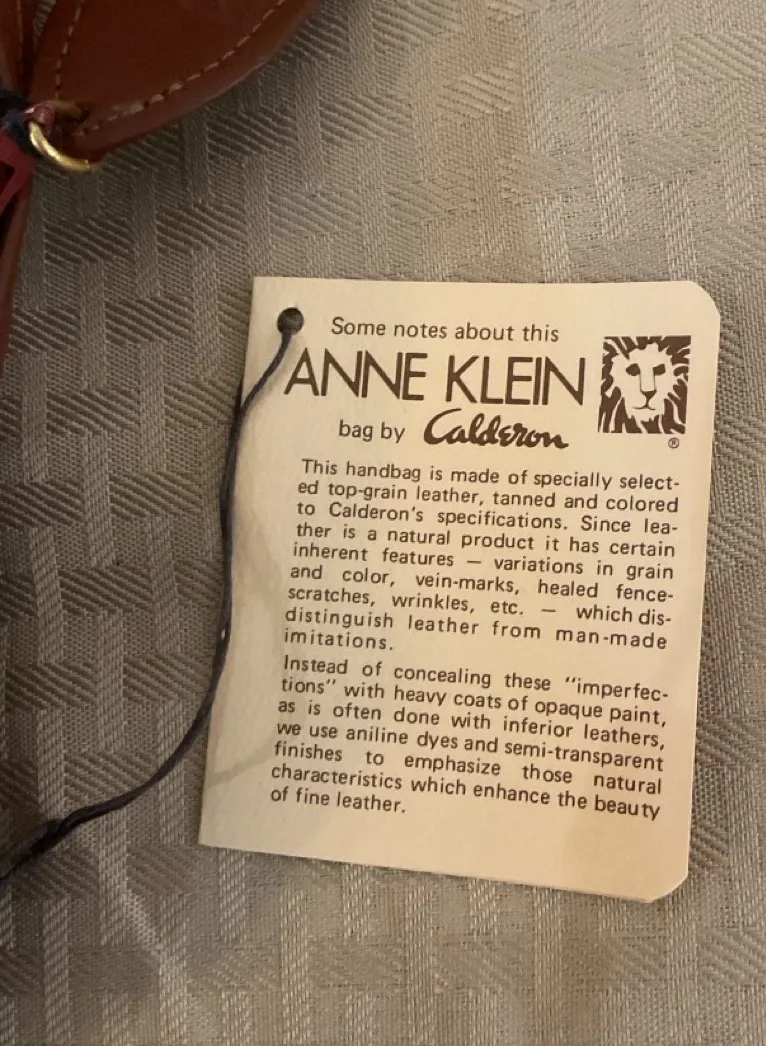 Some notes about this
ANNE KLEIN
bag by Calderon
®
This handbag is made of specially select-
ed top-grain leather, tanned and colored
to Calderon's specifications. Since lea-
ther is a natural product it has certain
inherent features — variations in grain
and color, vein-marks, healed fence-
scratches, wrinkles, etc. — which dis-
distinguish leather from man-made
imitations.
Instead of concealing these "imperfec-
tions" with heavy coats of opaque paint,
as is often done with inferior leathers,
we use aniline dyes and semi-transparent
finishes to emphasize those natural
characteristics which enhance the beauty
of fine leather.